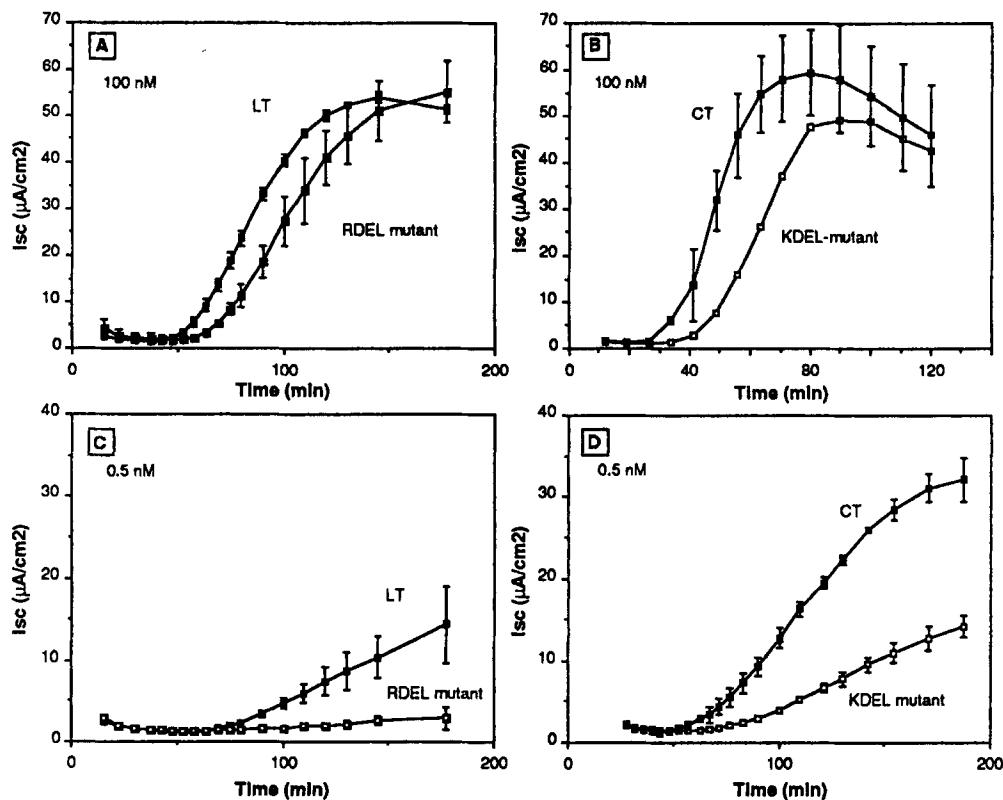 A
100 nM
LT
RDEL mutant
Isc (µA/cm2)
70
60
50
40
30
20
10
0
0
100
200
Time (min)
B
100 nM
CT
KDEL-mutant
Isc (µA/cm2)
70
60
50
40
30
20
10
0
0
40
80
120
Time (min)
C
0.5 nM
LT
RDEL mutant
Isc (µA/cm2)
40
30
20
10
0
0
100
200
Time (min)
D
0.5 nM
CT
KDEL mutant
Isc (µA/cm2)
40
30
20
10
0
0
100
200
Time (min)